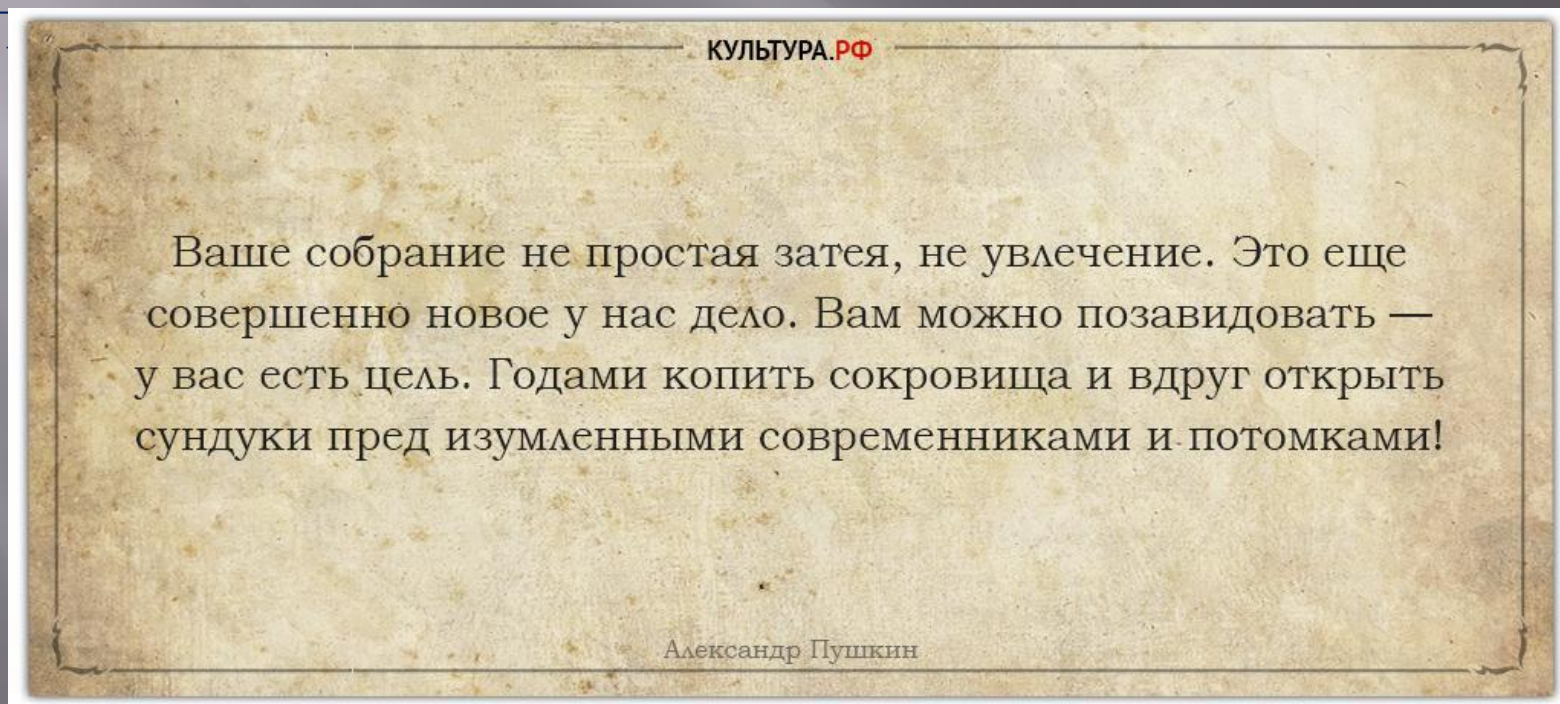 КУЛЬТУРА.РФ
Ваше собрание не простая затея, не увлечение. Это еще
совершенно новое у нас дело. Вам можно позавидовать —
у вас есть цель. Годами копить сокровища и вдруг открыть
сундуки пред изумленными современниками и потомками!
Александр Пушкин